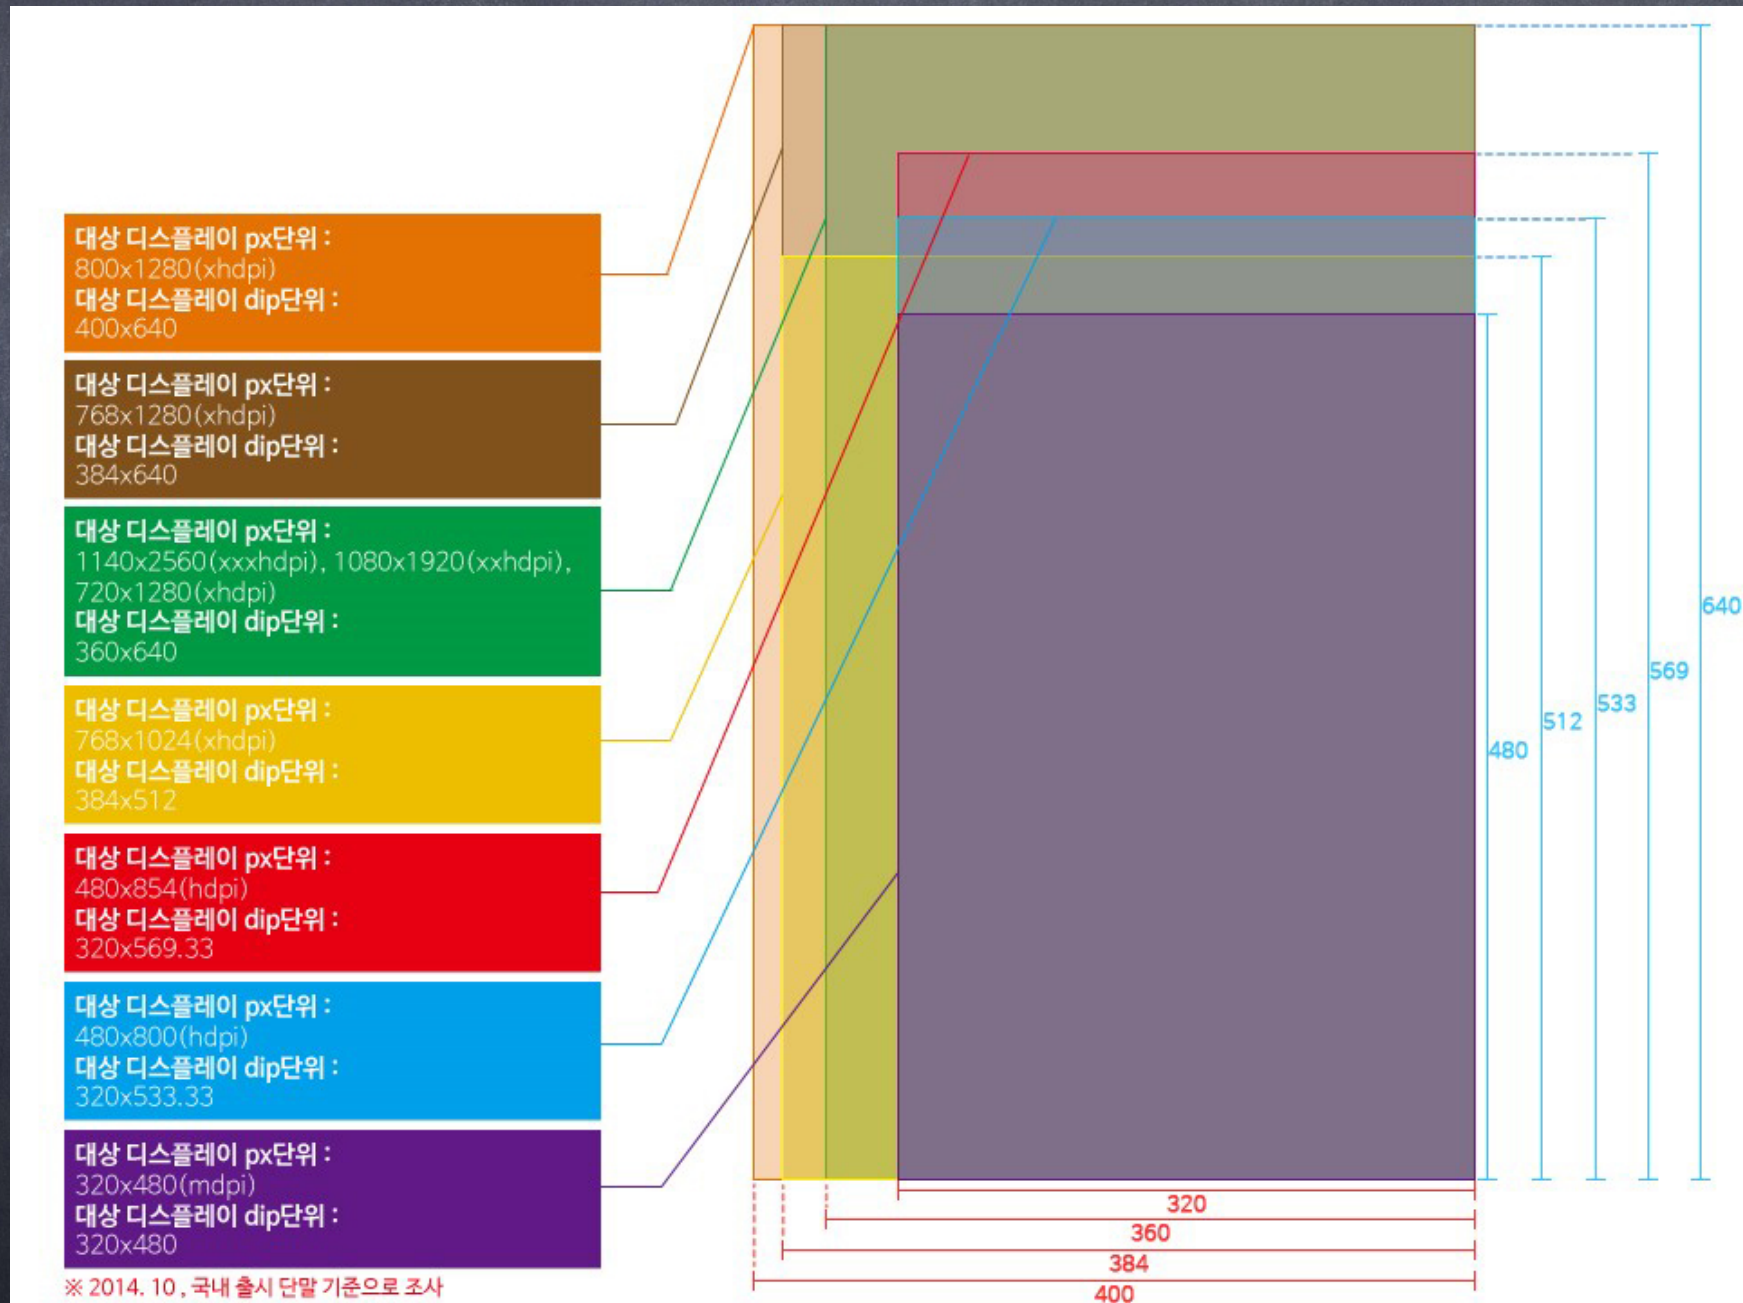 대상 디스플레이 px단위 :
800x1280(xhdpi)
대상 디스플레이 dip단위 :
400x640
대상 디스플레이 px단위 :
768x1280(xhdpi)
대상 디스플레이 dip단위 :
384x640
대상 디스플레이 px단위 :
1140x2560(xxxhdpi), 1080x1920(xxhdpi),
720x1280(xhdpi)
대상 디스플레이 dip단위 :
360x640
대상 디스플레이 px단위 :
768x1024(xhdpi)
대상 디스플레이 dip단위 :
384x512
대상 디스플레이 px단위 :
480x854(hdpi)
대상 디스플레이 dip단위 :
320x569.33
대상 디스플레이 px단위 :
480x800(hdpi)
대상 디스플레이 dip단위 :
320x533.33
대상 디스플레이 px단위 :
320x480(mdpi)
대상 디스플레이 dip단위 :
320x480
※ 2014. 10 , 국내 출시 단말 기준으로 조사
480
512
533
569
640
320
360
384
400